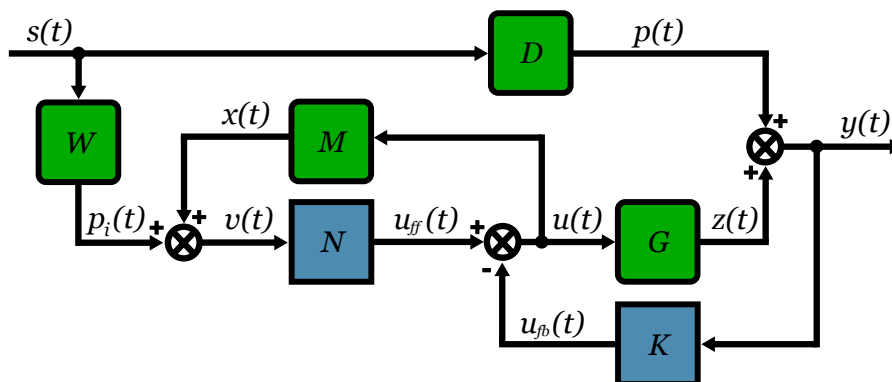 s(t)
D
p(t)
W
x(t)
M
+
y(t)
+
+
p_i(t)
+
v(t)
N
u_ff(t)
+
u(t)
G
z(t)
-
u_fb(t)
K